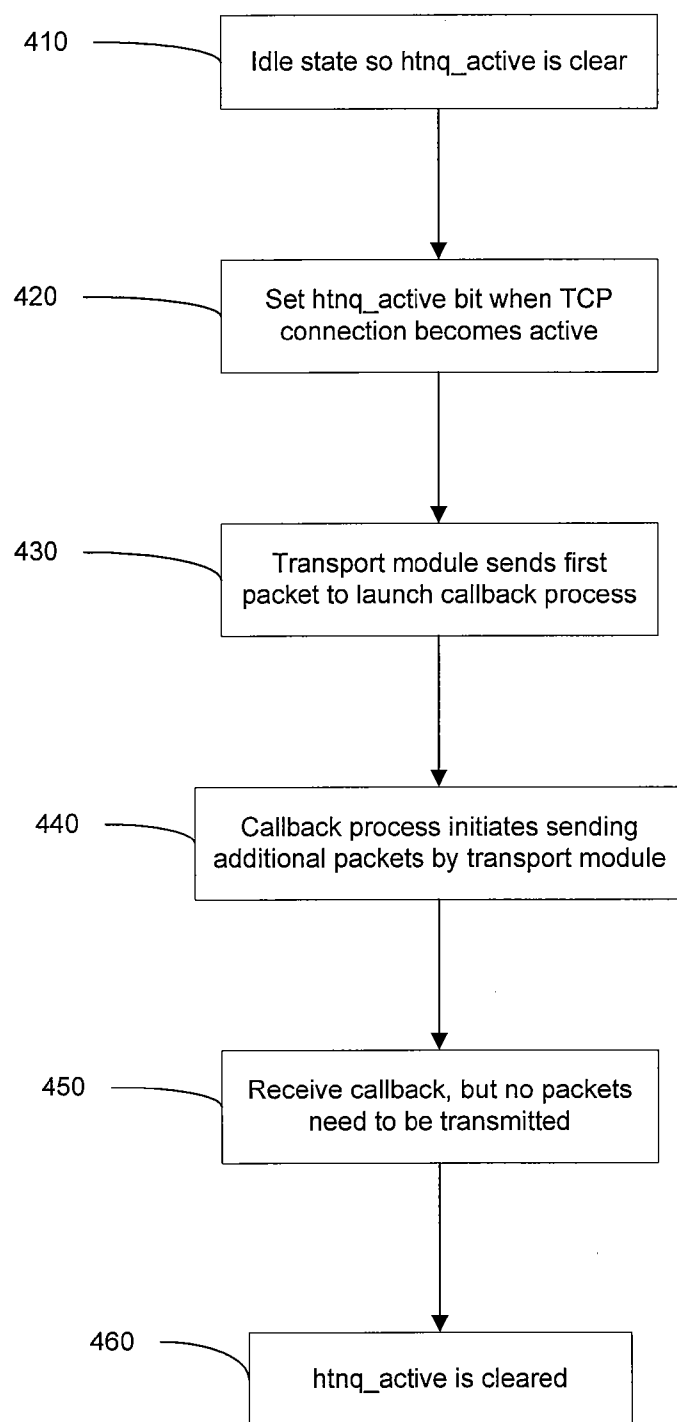 410
Idle state so htnq_active is clear
420
Set htnq_active bit when TCP
connection becomes active
430
Transport module sends first
packet to launch callback process
440
Callback process initiates sending
additional packets by transport module
450
Receive callback, but no packets
need to be transmitted
460
htnq_active is cleared